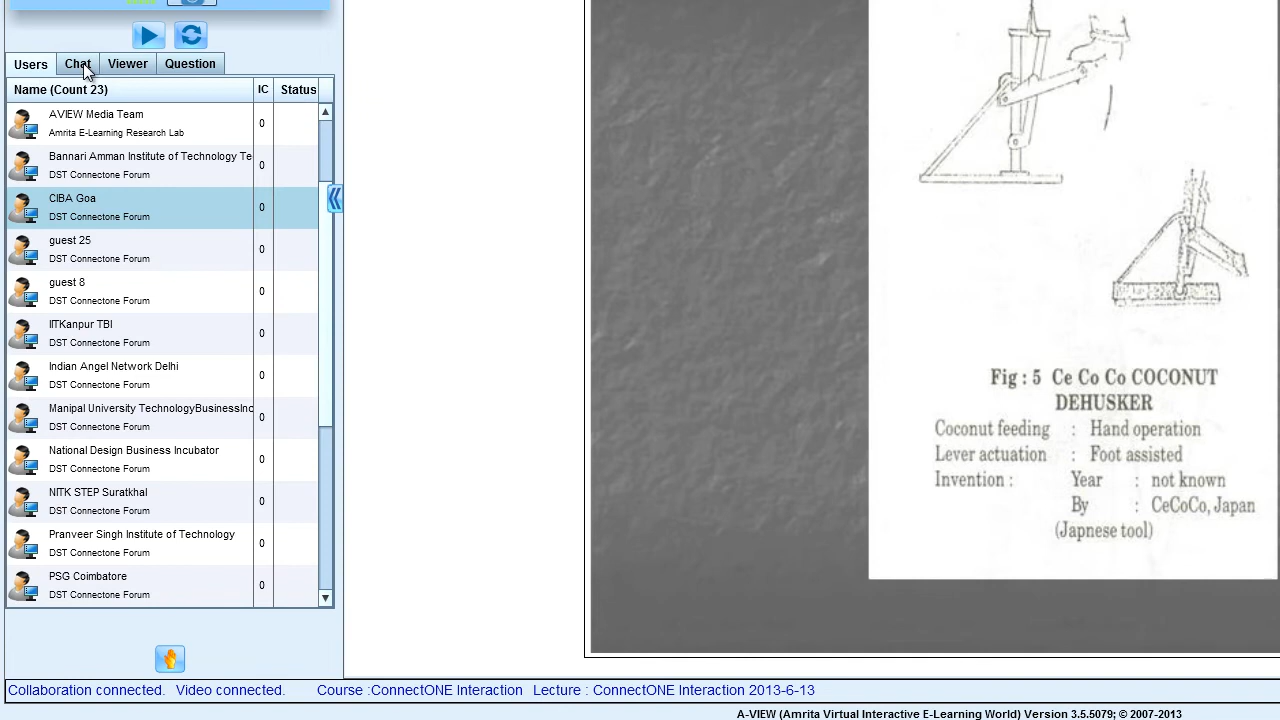 Users Chat Viewer Question
Name (Count 23) IC Status
AVIEW Media Team
Amrita E-Learning Research Lab
0
Bannari Amman Institute of Technology Te
DST Connectone Forum
0
CIBA Goa
DST Connectone Forum
0
guest 25
DST Connectone Forum
0
guest 8
DST Connectone Forum
0
IITKanpur TBI
DST Connectone Forum
0
Indian Angel Network Delhi
DST Connectone Forum
0
Manipal University TechnologyBusinessInc
DST Connectone Forum
0
National Design Business Incubator
DST Connectone Forum
0
NITK STEP Suratkhal
DST Connectone Forum
0
Pranveer Singh Institute of Technology
DST Connectone Forum
0
PSG Coimbatore
DST Connectone Forum
0
Fig : 5 Ce Co Co COCONUT
DEHUSKER
Coconut feeding : Hand operation
Lever actuation : Foot assisted
Invention : Year : not known
By : CeCoCo, Japan
(Japnese tool)
Collaboration connected. Video connected. Course :ConnectONE Interaction Lecture : ConnectONE Interaction 2013-6-13
A-VIEW (Amrita Virtual Interactive E-Learning World) Version 3.5.5079; © 2007-2013